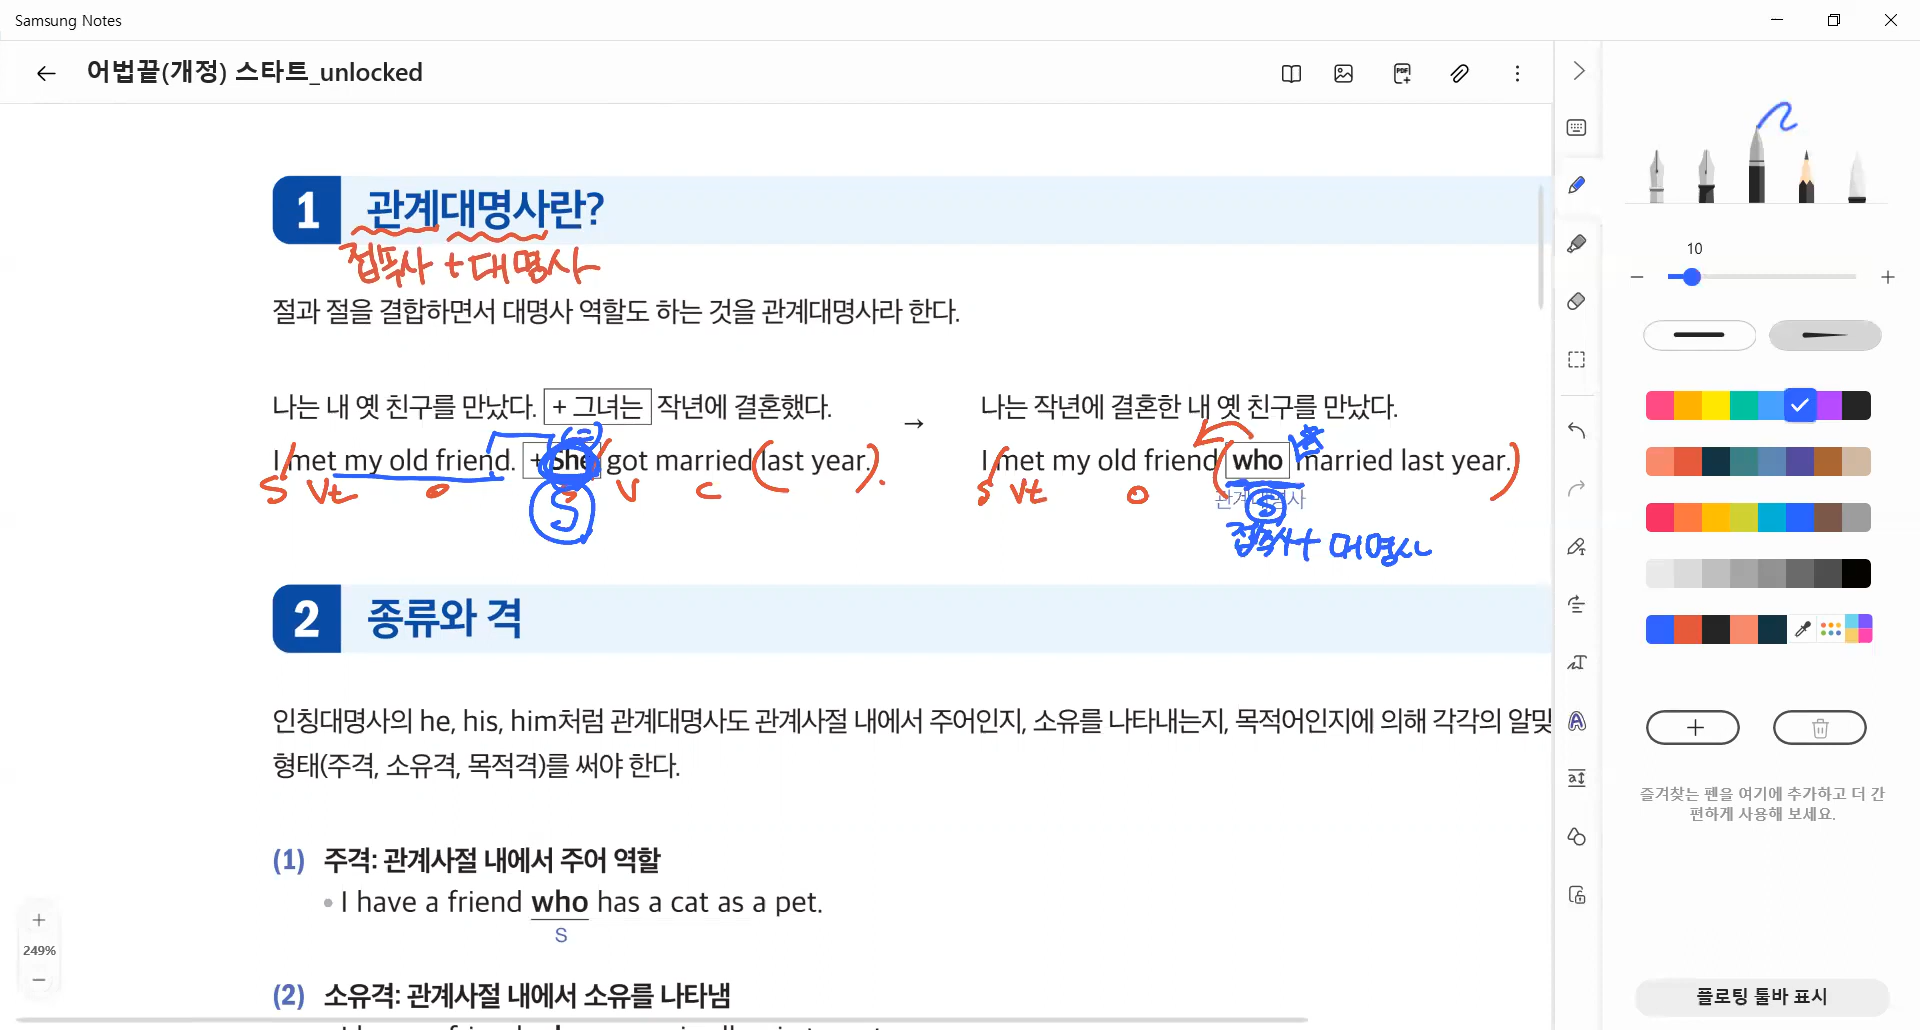 Samsung Notes
어법끝(개정) 스타트_unlocked
1 관계대명사란?
접속사 + 대명사
절과 절을 결합하면서 대명사 역할도 하는 것을 관계대명사라 한다.
나는 내 옛 친구를 만났다. + 그녀는 작년에 결혼했다. → 나는 작년에 결혼한 내 옛 친구를 만났다.
I met my old friend. + She got married (last year.) I met my old friend (who married last year.)
S Vt O S V C S Vt O 관계대명사
S S
접속사 + 대명사
2 종류와 격
인칭대명사의 he, his, him처럼 관계대명사도 관계사절 내에서 주어인지, 소유를 나타내는지, 목적어인지에 의해 각각의 알맞
형태(주격, 소유격, 목적격)를 써야 한다.
(1) 주격: 관계사절 내에서 주어 역할
• I have a friend who has a cat as a pet.
S
(2) 소유격: 관계사절 내에서 소유를 나타냄
249%
10
즐겨찾는 펜을 여기에 추가하고 더 간
편하게 사용해 보세요.
플로팅 툴바 표시